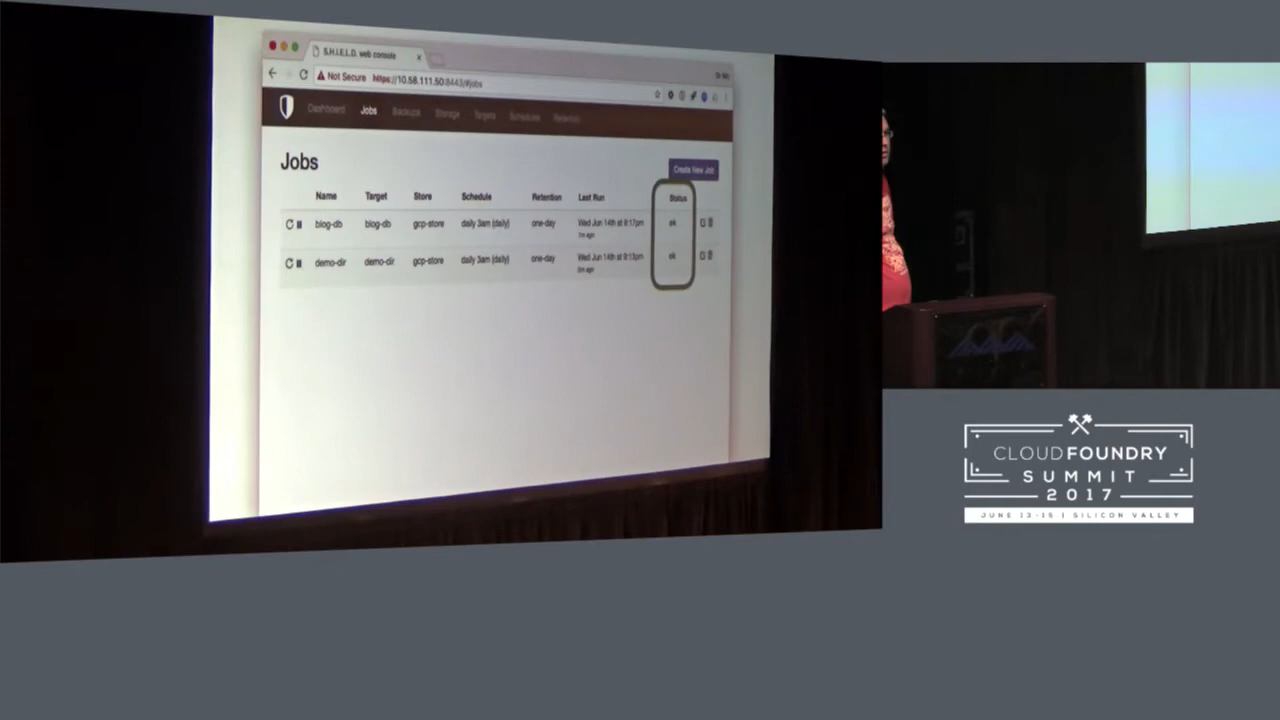 S.H.I.E.L.D. web console
Not Secure https://10.58.111.50:8443/#jobs
Dashboard Jobs Backups Storage Targets Schedules Retention
Jobs
Create New Job
Name Target Store Schedule Retention Last Run Status
blog-db blog-db gcp-store daily 3am (daily) one-day Wed Jun 14th at 9:17pm ok
1m ago
demo-dir demo-dir gcp-store daily 3am (daily) one-day Wed Jun 14th at 9:13pm ok
ago
CLOUDFOUNDRY
SUMMIT
2017
JUNE 13-15 | SILICON VALLEY